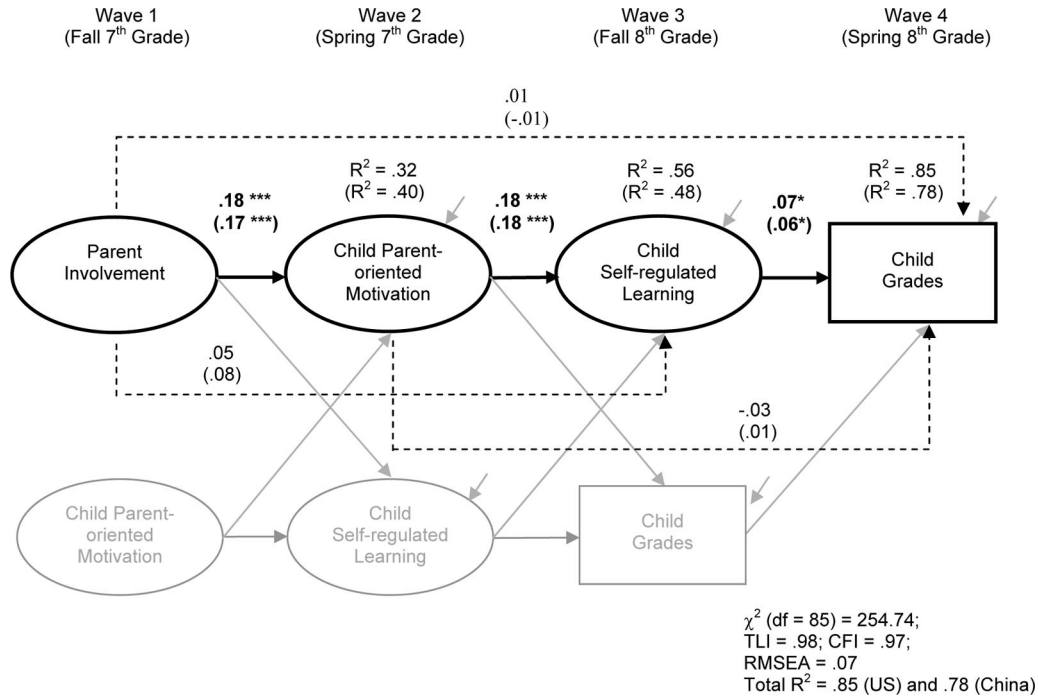 Wave 1
(Fall 7th Grade)
Wave 2
(Spring 7th Grade)
Wave 3
(Fall 8th Grade)
Wave 4
(Spring 8th Grade)
.01
(-.01)
R² = .32
(R² = .40)
R² = .56
(R² = .48)
R² = .85
(R² = .78)
.18 ***
(.17 ***)
.18 ***
(.18 ***)
.07*
(.06*)
Parent
Involvement
Child Parent-
oriented
Motivation
Child
Self-regulated
Learning
Child
Grades
.05
(.08)
-.03
(.01)
Child Parent-
oriented
Motivation
Child
Self-regulated
Learning
Child
Grades
χ² (df = 85) = 254.74;
TLI = .98; CFI = .97;
RMSEA = .07
Total R² = .85 (US) and .78 (China)